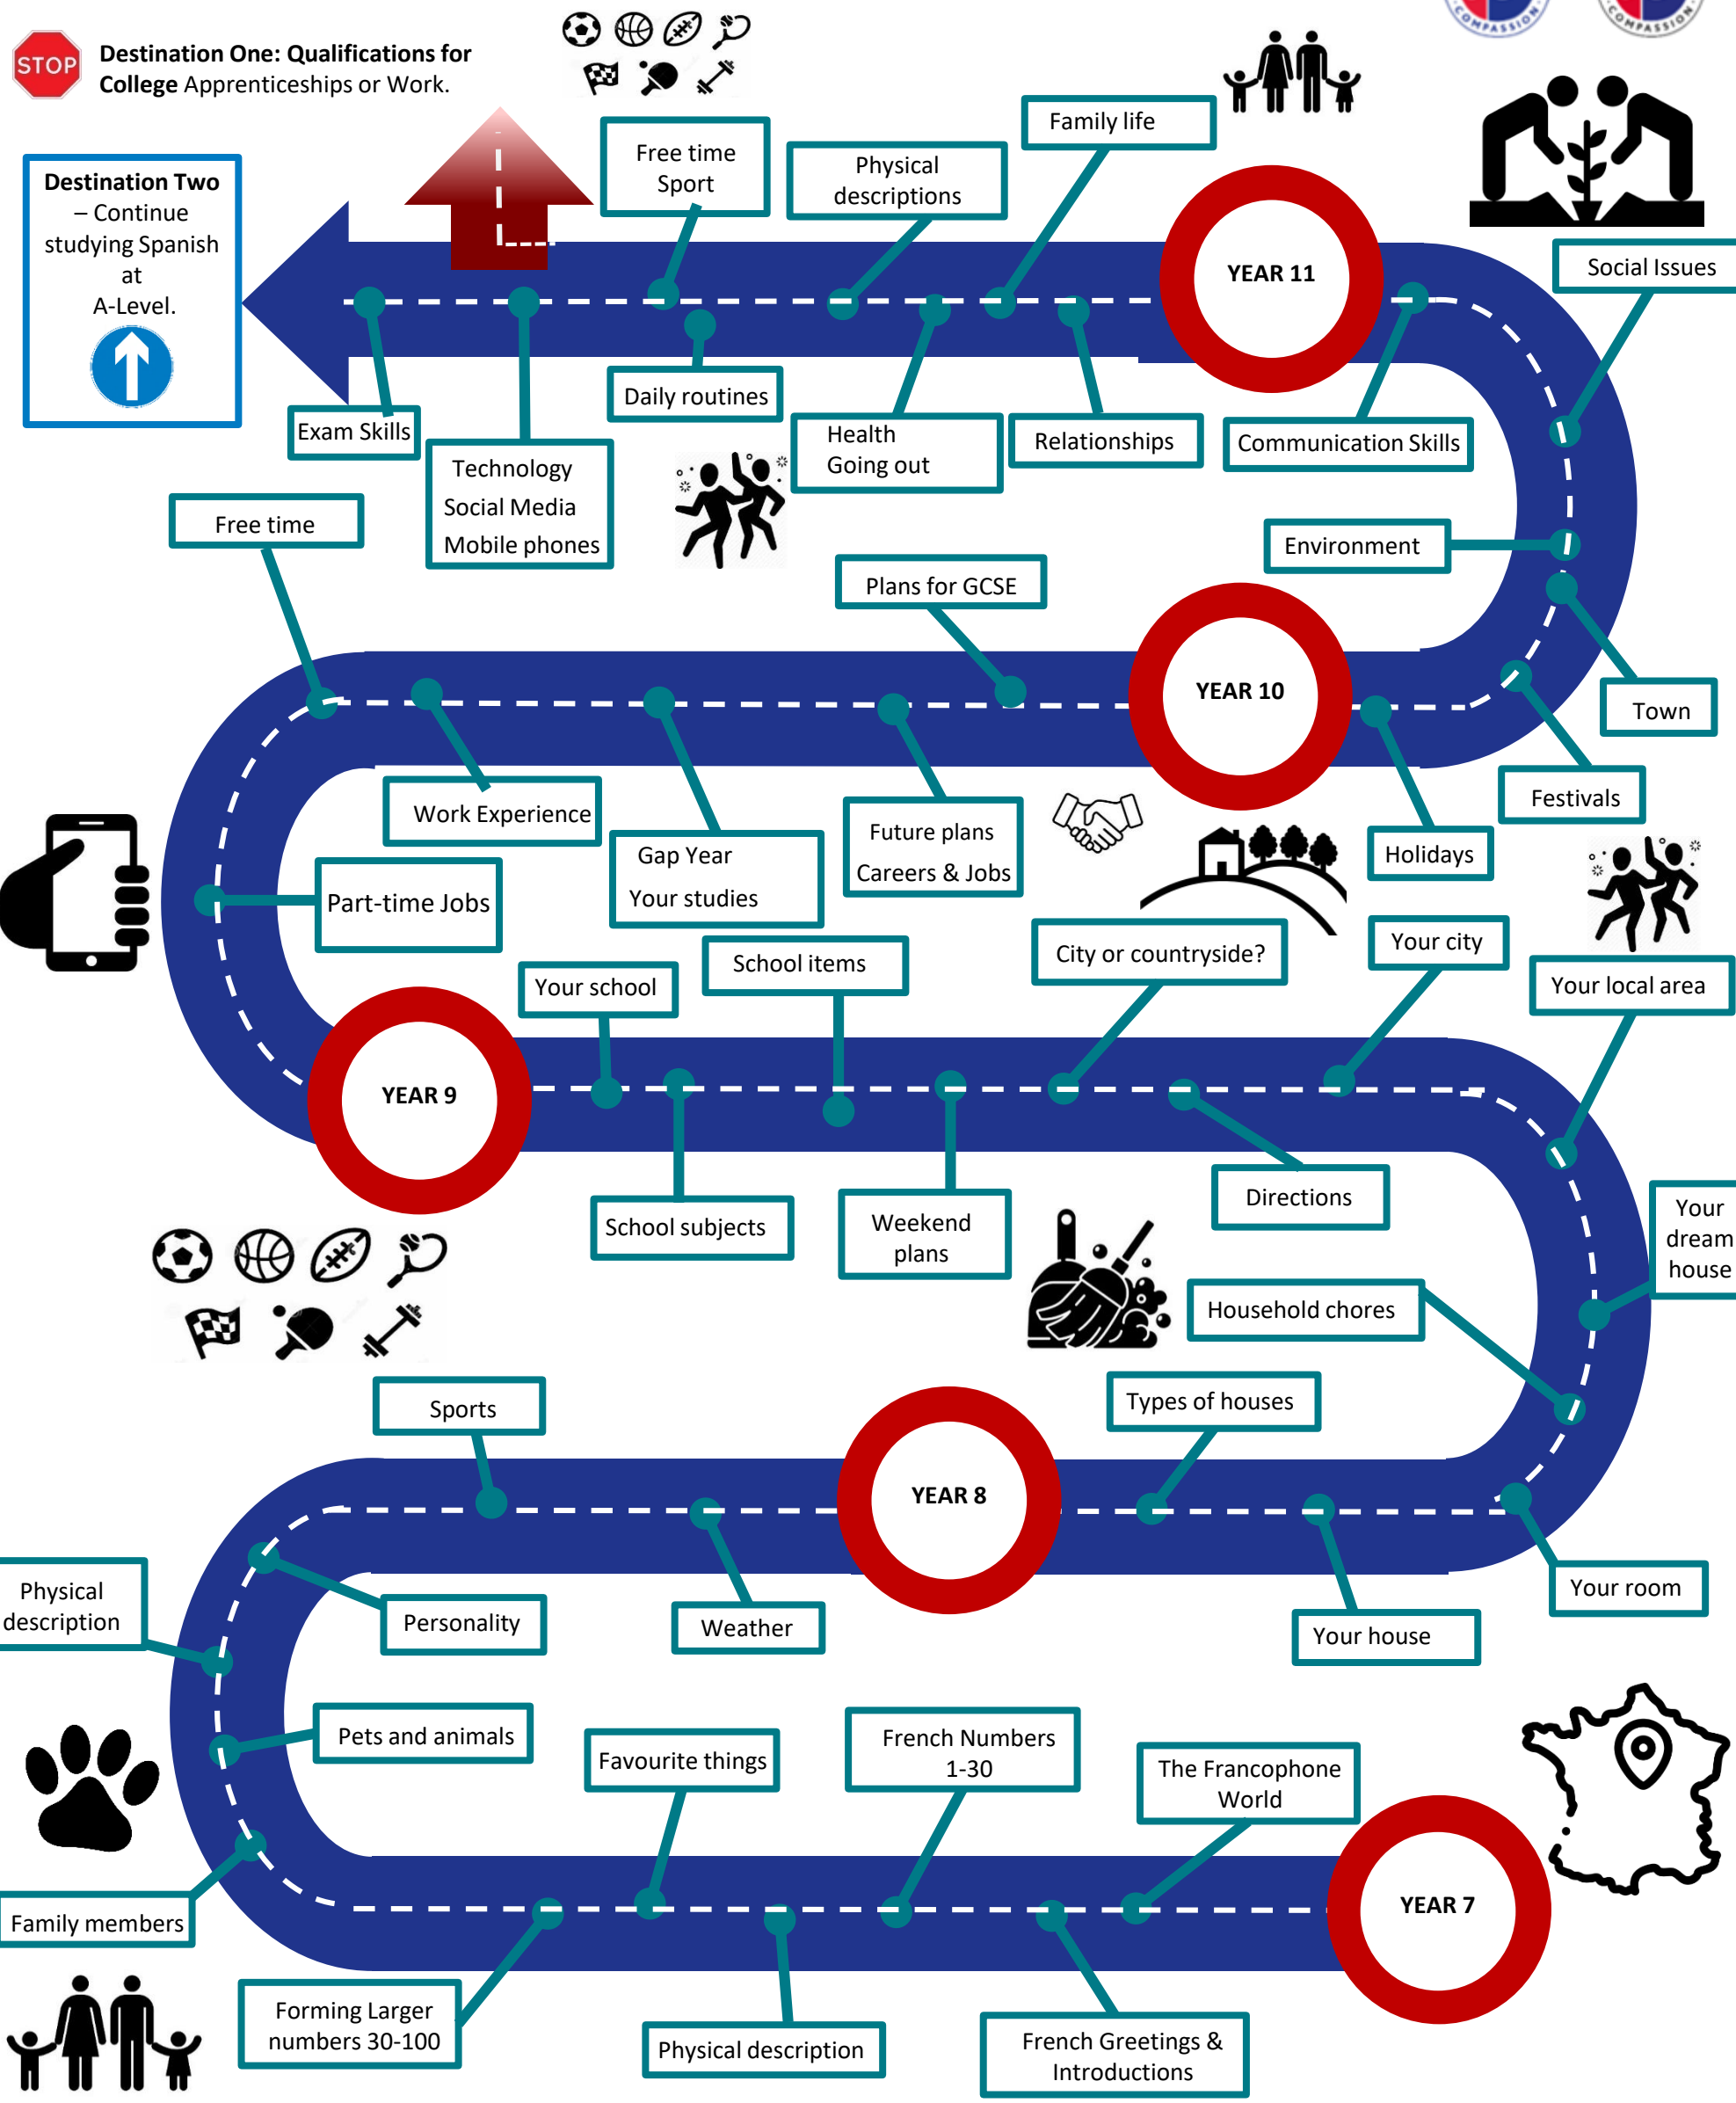 COMPASSION
COMPASSION
STOP
Destination One: Qualifications for
College Apprenticeships or Work.
Destination Two
– Continue
studying Spanish
at
A-Level.
Free time
Sport
Physical
descriptions
Family life
YEAR 11
Social Issues
Exam Skills
Technology
Social Media
Mobile phones
Daily routines
Health
Going out
Relationships
Communication Skills
Free time
Plans for GCSE
Environment
YEAR 10
Town
Work Experience
Gap Year
Your studies
Future plans
Careers & Jobs
Holidays
Festivals
Part-time Jobs
Your school
School items
City or countryside?
Your city
Your local area
YEAR 9
School subjects
Weekend
plans
Directions
Your
dream
house
Household chores
Sports
Types of houses
YEAR 8
Physical
description
Personality
Weather
Your house
Your room
Pets and animals
Favourite things
French Numbers
1-30
The Francophone
World
YEAR 7
Family members
Forming Larger
numbers 30-100
Physical description
French Greetings &
Introductions